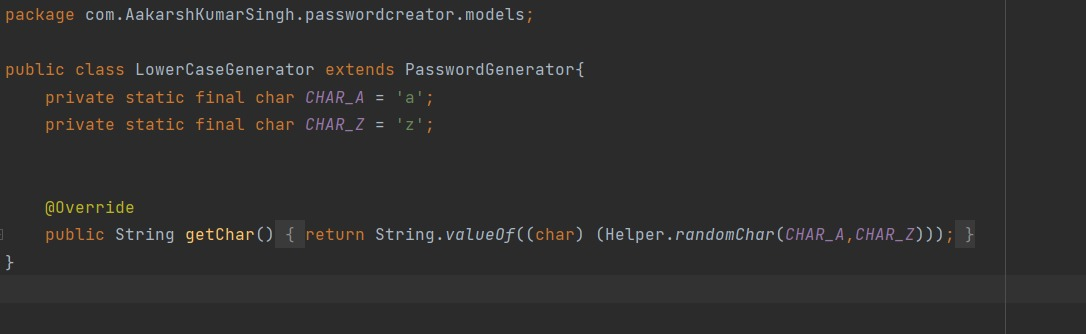 package com.AakarshKumarSingh.passwordcreator.models;
public class LowerCaseGenerator extends PasswordGenerator{
private static final char CHAR_A = 'a';
private static final char CHAR_Z = 'z';
@Override
public String getChar() { return String.valueOf((char) (Helper.randomChar(CHAR_A,CHAR_Z))); }
}